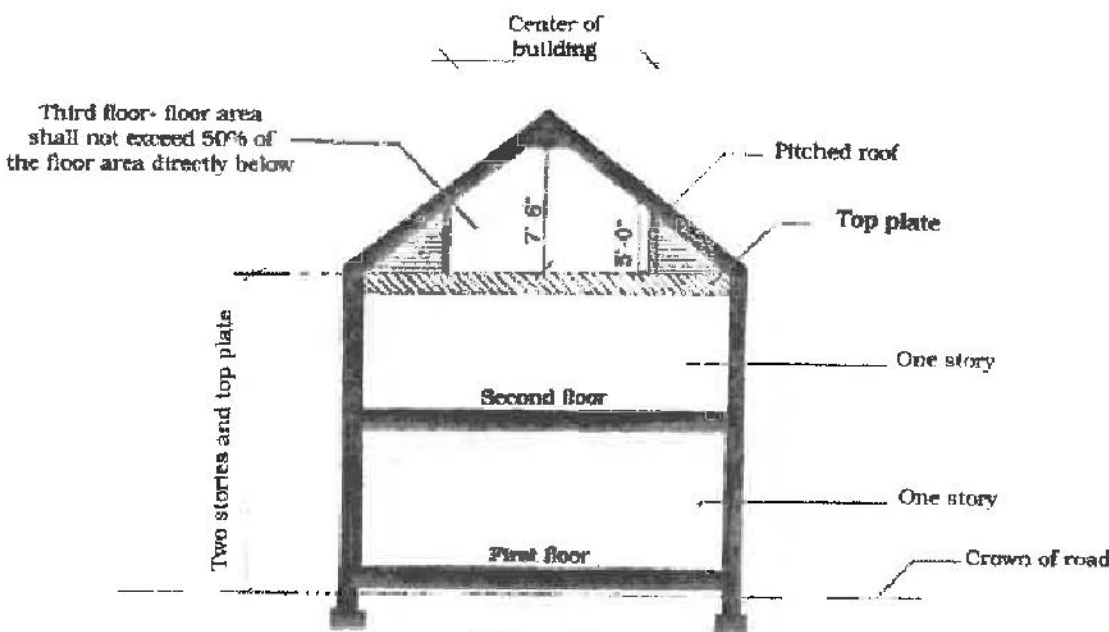 Center of
building
Third floor- floor area
shall not exceed 50% of
the floor area directly below
Pitched roof
Top plate
7' 6"
5'-0"
Two stories and top plate
One story
Second floor
One story
First floor
Crown of road